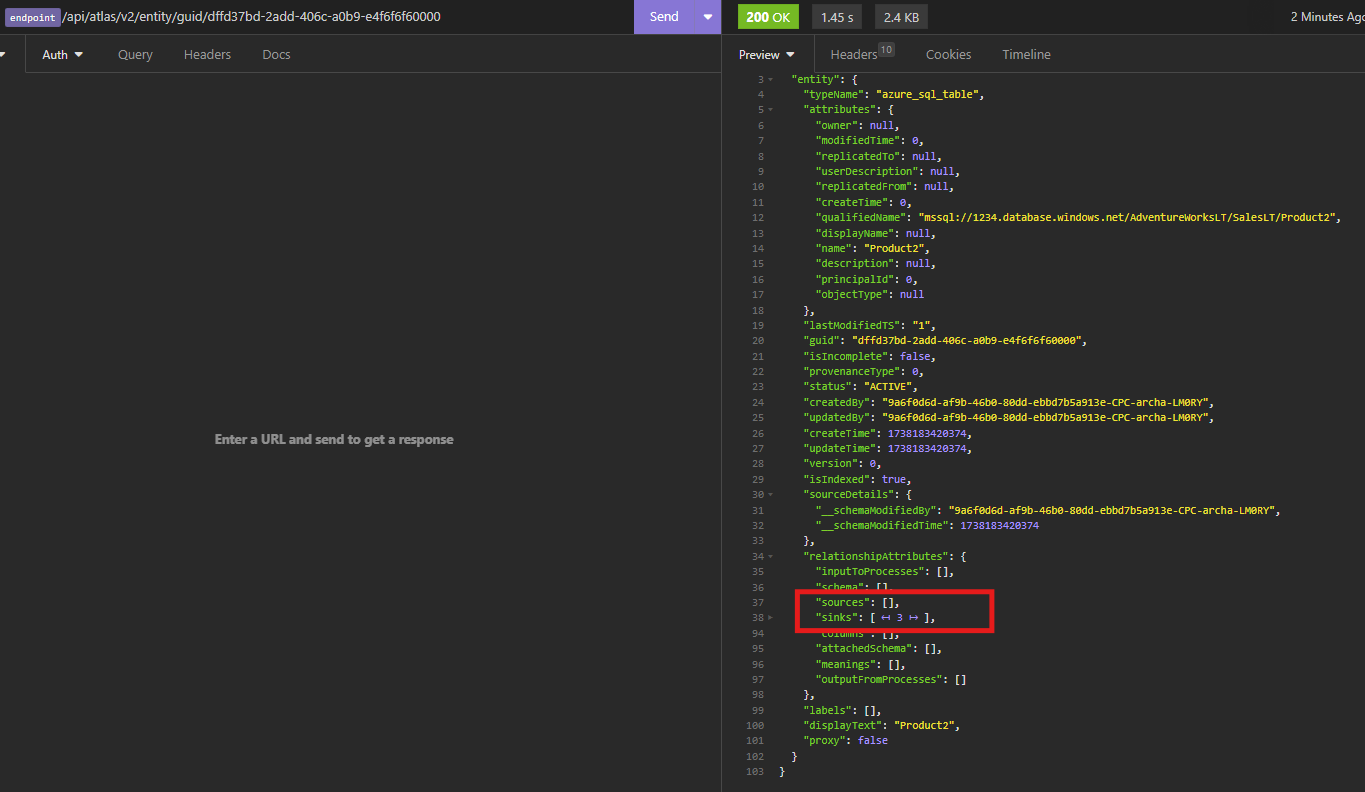 endpoint /api/atlas/v2/entity/guid/dffd37bd-2add-406c-a0b9-e4f6f6f60000 Send 200 OK 1.45 s 2.4 KB 2 Minutes Ago
Auth Query Headers Docs
Preview Headers 10 Cookies Timeline
Enter a URL and send to get a response
3 "entity": {
4 "typeName": "azure_sql_table",
5 "attributes": {
6 "owner": null,
7 "modifiedTime": 0,
8 "replicatedTo": null,
9 "userDescription": null,
10 "replicatedFrom": null,
11 "createTime": 0,
12 "qualifiedName": "mssql://1234.database.windows.net/AdventureWorksLT/SalesLT/Product2",
13 "displayName": null,
14 "name": "Product2",
15 "description": null,
16 "principalId": 0,
17 "objectType": null
18 },
19 "lastModifiedTS": "1",
20 "guid": "dffd37bd-2add-406c-a0b9-e4f6f6f60000",
21 "isIncomplete": false,
22 "provenanceType": 0,
23 "status": "ACTIVE",
24 "createdBy": "9a6f0d6d-af9b-46b0-80dd-ebbd7b5a913e-CPC-archa-LM0RY",
25 "updatedBy": "9a6f0d6d-af9b-46b0-80dd-ebbd7b5a913e-CPC-archa-LM0RY",
26 "createTime": 1738183420374,
27 "updateTime": 1738183420374,
28 "version": 0,
29 "isIndexed": true,
30 "sourceDetails": {
31 "__schemaModifiedBy": "9a6f0d6d-af9b-46b0-80dd-ebbd7b5a913e-CPC-archa-LM0RY",
32 "__schemaModifiedTime": 1738183420374
33 },
34 "relationshipAttributes": {
35 "inputToProcesses": [],
36 "schema": [],
37 "sources": [],
38 "sinks": [ ↤ 3 ↦ ],
94 "columns": [],
95 "attachedSchema": [],
96 "meanings": [],
97 "outputFromProcesses": []
98 },
99 "labels": [],
100 "displayText": "Product2",
101 "proxy": false
102 }
103 }